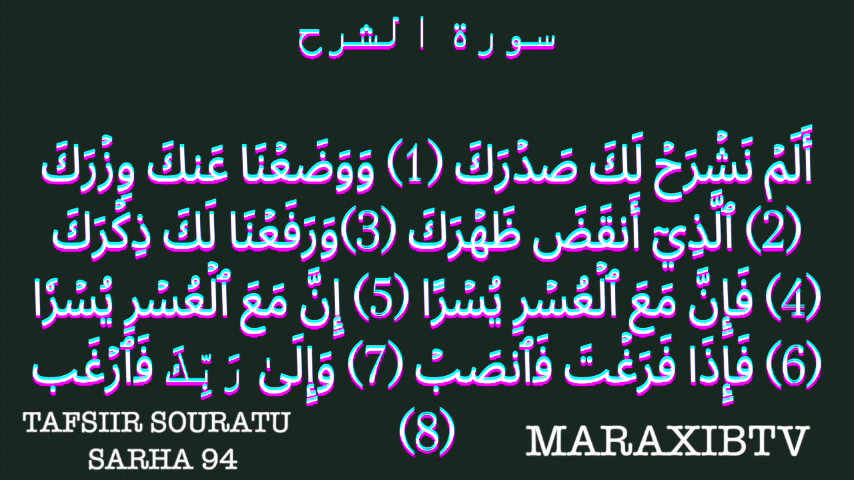 سورة الشرح
أَلَمۡ نَشۡرَحۡ لَكَ صَدۡرَكَ (1) وَوَضَعۡنَا عَنكَ وِزۡرَكَ
(2) ٱلَّذِيٓ أَنقَضَ ظَهۡرَكَ (3)وَرَفَعۡنَا لَكَ ذِكۡرَكَ
(4) فَإِنَّ مَعَ ٱلۡعُسۡرِ يُسۡرًا (5) إِنَّ مَعَ ٱلۡعُسۡرِ يُسۡرٗا
(6) فَإِذَا فَرَغۡتَ فَٱنصَبۡ (7) وَإِلَىٰ رَبِّكَ فَٱرۡغَب
(8)
TAFSIIR SOURATU
SARHA 94
MARAXIBTV